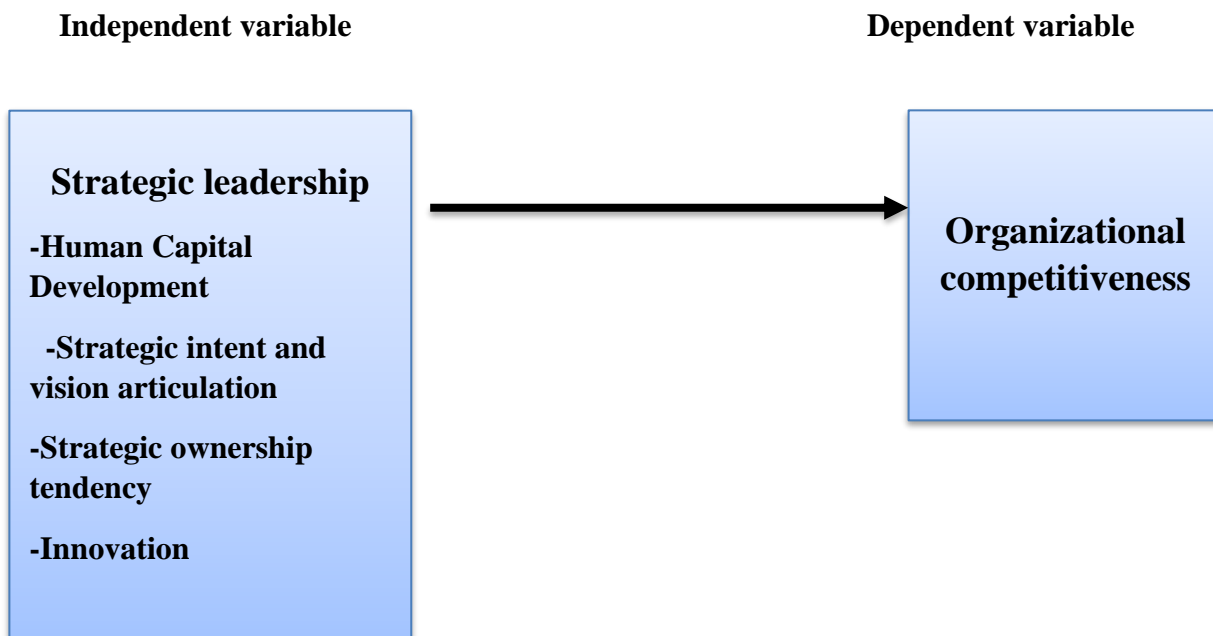 Independent variable
Dependent variable
Strategic leadership
-Human Capital
Development
-Strategic intent and
vision articulation
-Strategic ownership
tendency
-Innovation
Organizational
competitiveness